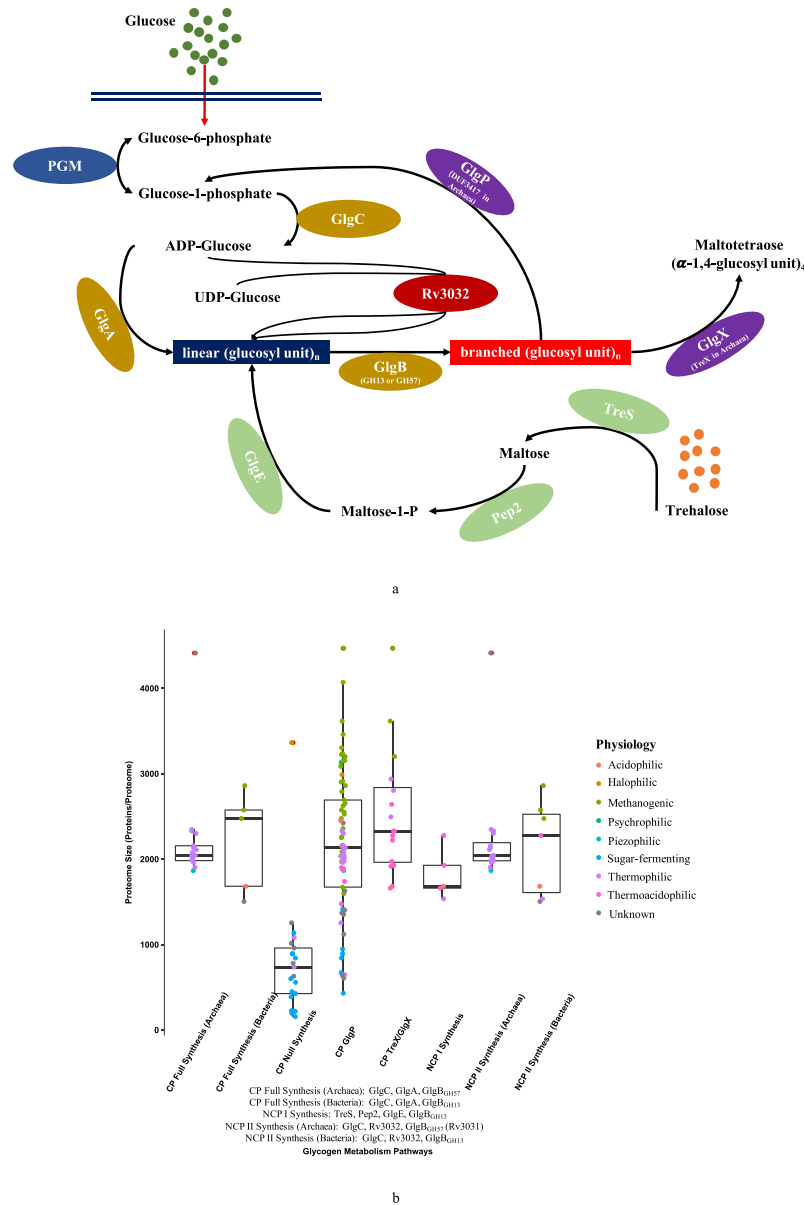 Glucose
Glucose-6-phosphate
PGM
GlgP
(DUF3417 in
Archaea)
Glucose-1-phosphate
GlgC
ADP-Glucose
Maltotetraose
(α-1,4-glucosyl unit)4
UDP-Glucose
Rv3032
GlgA
GlgX
(TreX in Archaea)
linear (glucosyl unit)n
branched (glucosyl unit)n
GlgB
(GH13 or GH57)
TreS
Maltose
GlgE
Maltose-1-P
Pep2
Trehalose
a
Proteome Size (Proteins/Proteome)
4000
3000
2000
1000
0
Physiology
Acidophilic
Halophilic
Methanogenic
Psychrophilic
Piezophilic
Sugar-fermenting
Thermophilic
Thermoacidophilic
Unknown
CP Full Synthesis (Archaea)
CP Full Synthesis (Bacteria)
CP Null Synthesis
CP GlgP
CP TreX/GlgX
NCP I Synthesis
NCP II Synthesis (Archaea)
NCP II Synthesis (Bacteria)
CP Full Synthesis (Archaea): GlgC, GlgA, GlgBGH57
CP Full Synthesis (Bacteria): GlgC, GlgA, GlgBGH13
NCP I Synthesis: TreS, Pep2, GlgE, GlgBGH13
NCP II Synthesis (Archaea): GlgC, Rv3032, GlgBGH57 (Rv3031)
NCP II Synthesis (Bacteria): GlgC, Rv3032, GlgBGH13
Glycogen Metabolism Pathways
b